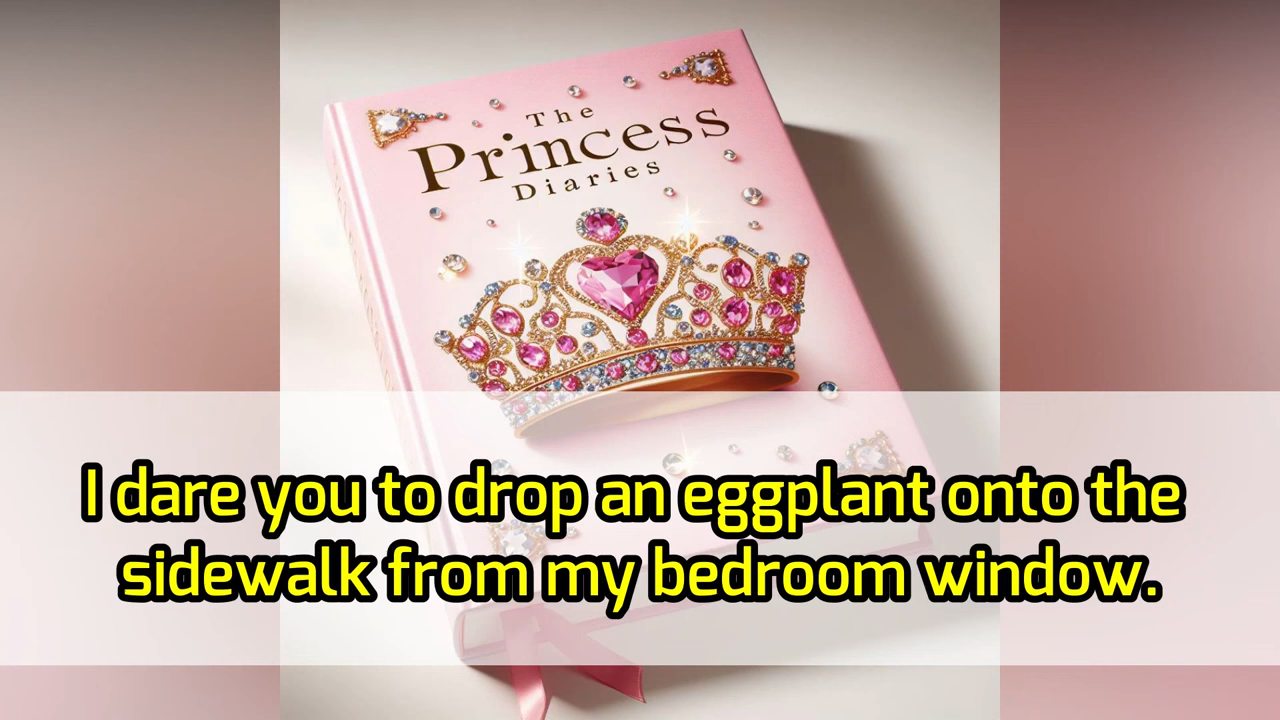 The
Princess
Diaries
I dare you to drop an eggplant onto the
sidewalk from my bedroom window.